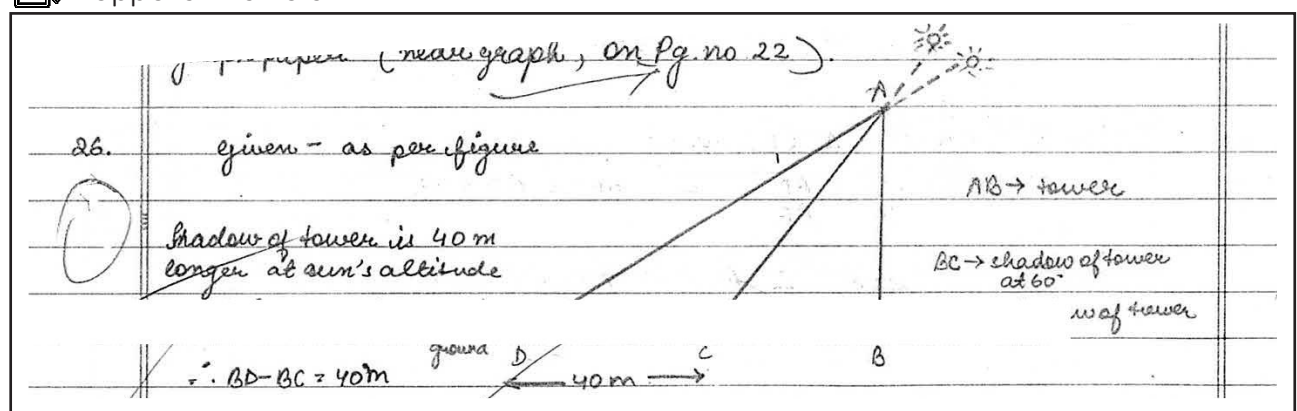 (near graph, on Pg. no 22).
A
26. given - as per figure
AB → tower
Shadow of tower is 40 m
longer at sun's altitude
BC → shadow of tower
at 60°
w of tower
ground D C B
∴ BD-BC = 40m
40 m